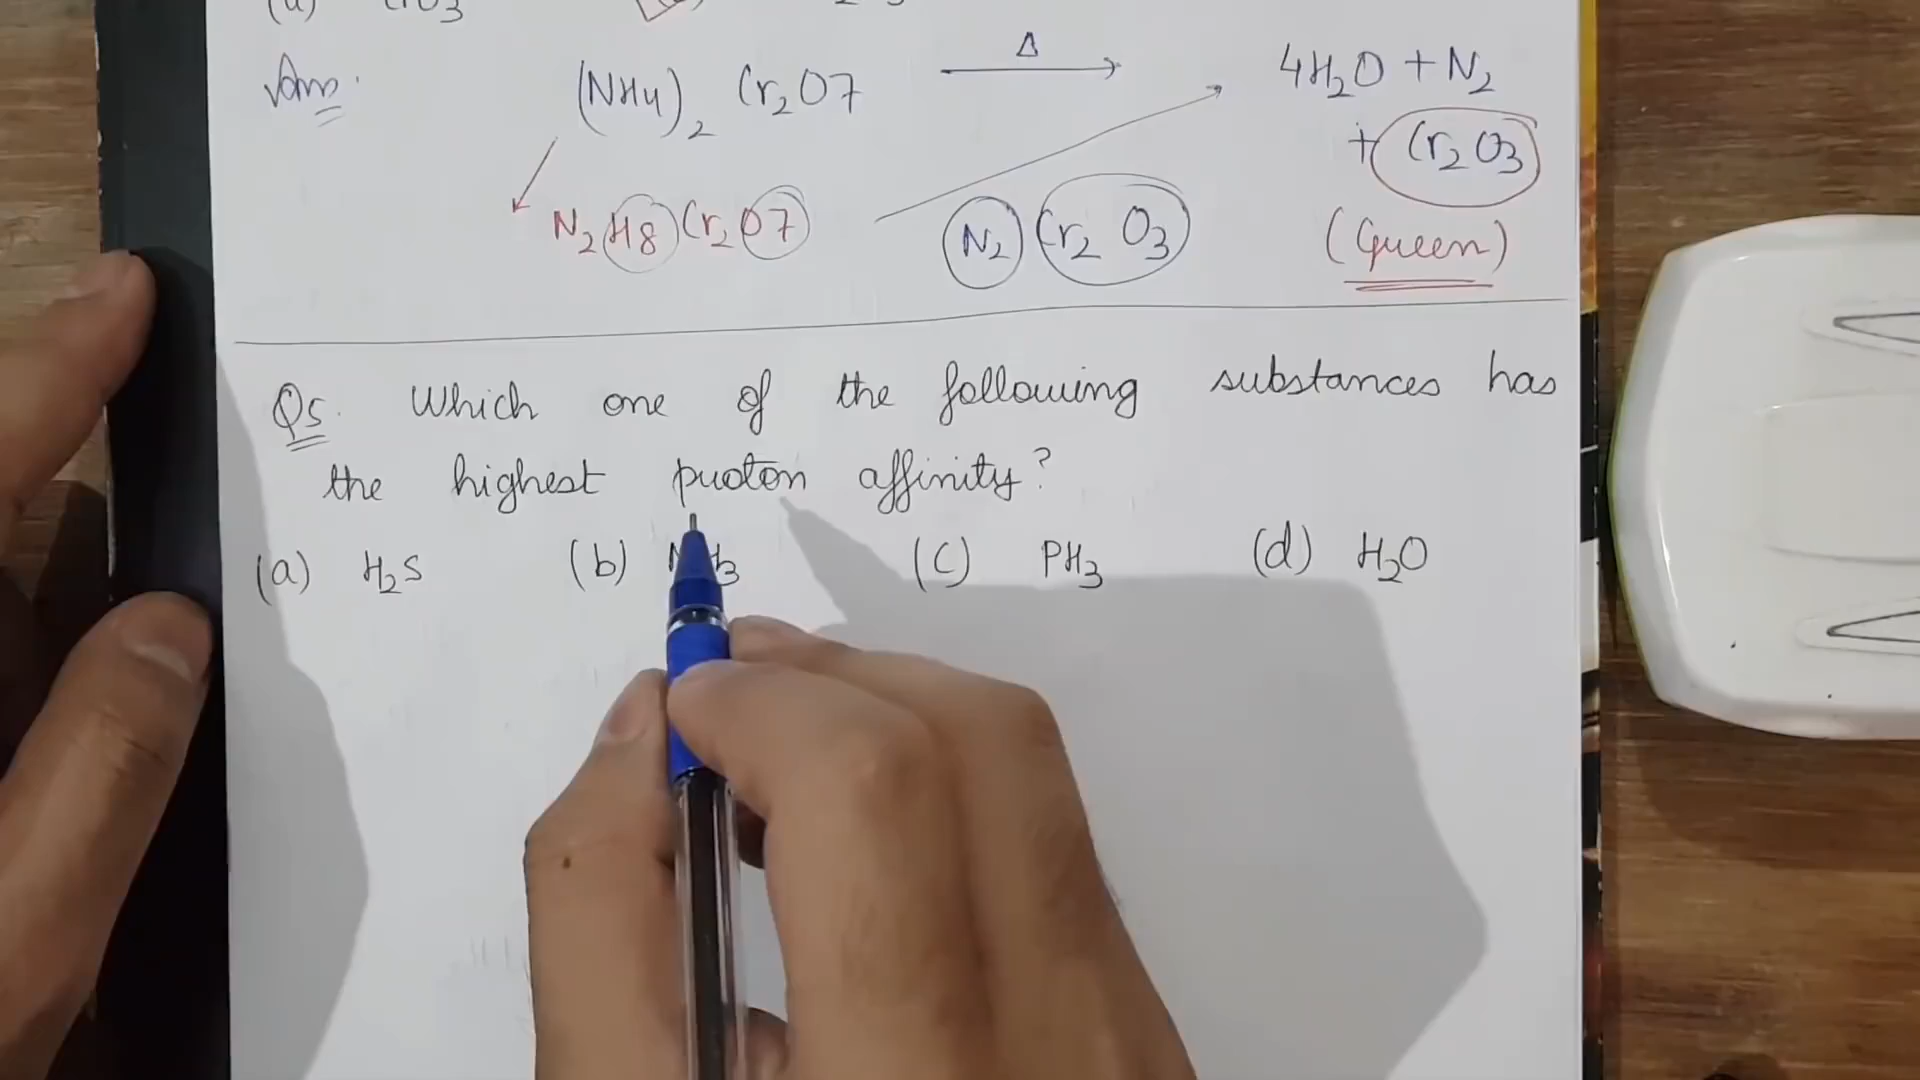 Ans. (NH4)2 Cr2O7 Δ 4H2O + N2
+ Cr2O3
N2H8Cr2O7 N2 Cr2O3 (Green)
Q5. Which one of the following substances has
the highest proton affinity?
(a) H2S (b) NH3 (C) PH3 (d) H2O